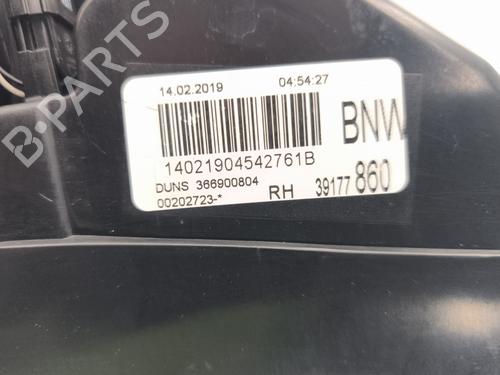 14.02.2019 04:54:27
BNW
14021904542761B
DUNS 366900804
RH 39177 860
00202723-*
B-PARTS